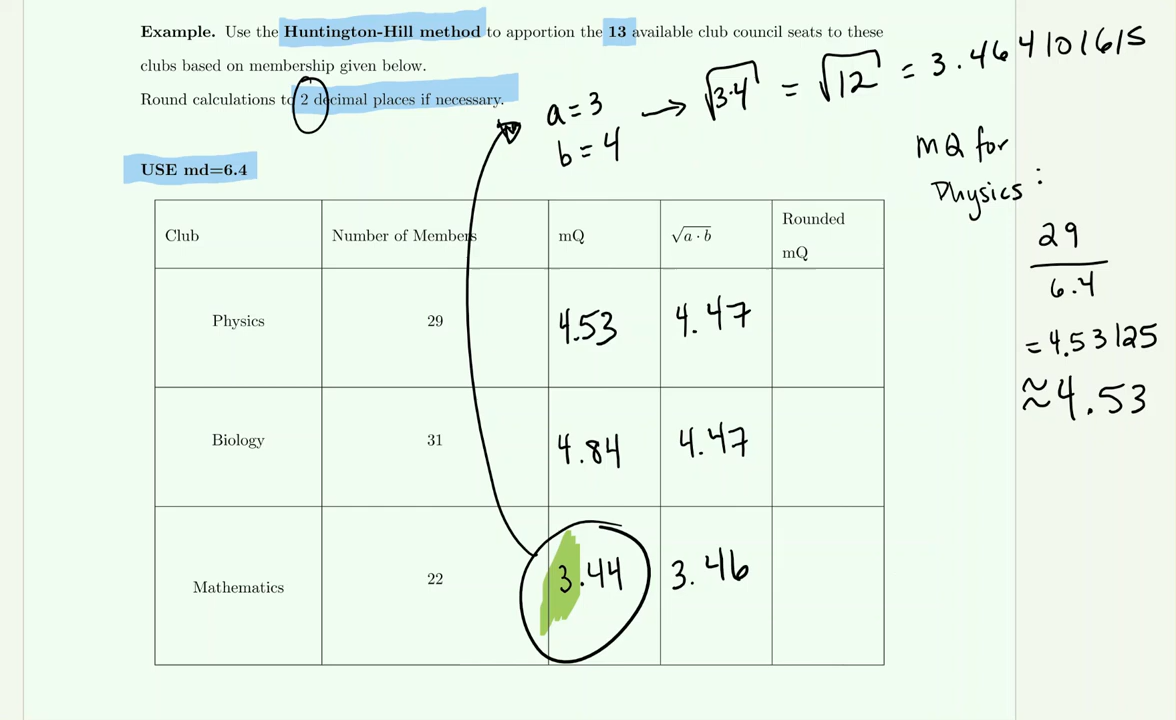 Example. Use the Huntington-Hill method to apportion the 13 available club council seats to these
clubs based on membership given below.
Round calculations to 2 decimal places if necessary.
a = 3
b = 4
→ √3·4 = √12 = 3.464101615
USE md=6.4
mQ for
Physics :
29
6.4
= 4.53125
≈ 4.53
Club Number of Members mQ √a · b Rounded mQ
Physics 29 4.53 4.47
Biology 31 4.84 4.47
Mathematics 22 3.44 3.46